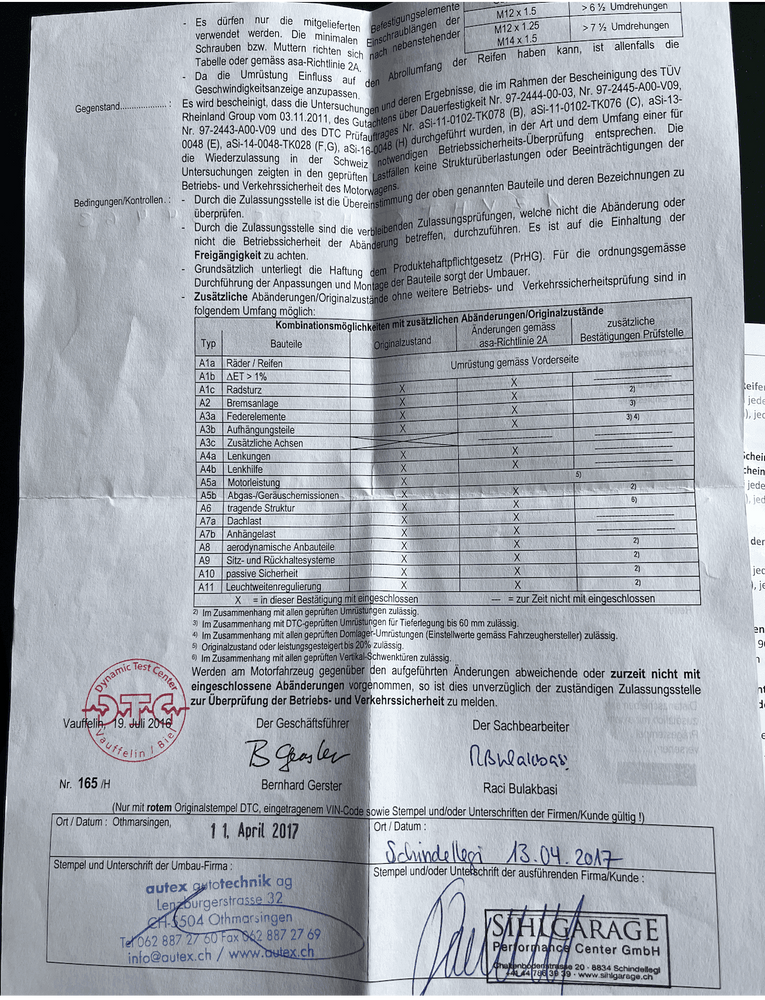 - Es dürfen nur die mitgelieferten Befestigungselemente
verwendet werden. Die minimalen Einschraublängen der
Schrauben bzw. Muttern richten sich nach nebenstehender
Tabelle oder gemäss asa-Richtlinie 2A.
M12 x 1.5 > 6 ½ Umdrehungen
M12 x 1.25 > 7 ½ Umdrehungen
M14 x 1.5
- Da die Umrüstung Einfluss auf den Abrollumfang der Reifen haben kann, ist allenfalls die
Geschwindigkeitsanzeige anzupassen.
Gegenstand.................. : Es wird bescheinigt, dass die Untersuchungen und deren Ergebnisse, die im Rahmen der Bescheinigung des TÜV
Rheinland Group vom 03.11.2011, des Gutachtens über Dauerfestigkeit Nr. 97-2444-00-03, Nr. 97-2445-A00-V09,
Nr. 97-2443-A00-V09 und des DTC Prüfauftrages Nr. aSi-11-0102-TK078 (B), aSi-11-0102-TK076 (C), aSi-13-
0048 (E), aSi-14-0048-TK028 (F,G), aSi-16-0048 (H) durchgeführt wurden, in der Art und dem Umfang einer für
die Wiederzulassung in der Schweiz notwendigen Betriebssicherheits-Überprüfung entsprechen. Die
Untersuchungen zeigten in den geprüften Lastfällen keine Strukturüberlastungen oder Beeinträchtigungen der
Betriebs- und Verkehrssicherheit des Motorwagens.
Bedingungen/Kontrollen. : - Durch die Zulassungsstelle ist die Übereinstimmung der oben genannten Bauteile und deren Bezeichnungen zu
überprüfen.
- Durch die Zulassungsstelle sind die verbleibenden Zulassungsprüfungen, welche nicht die Abänderung oder
nicht die Betriebssicherheit der Abänderung betreffen, durchzuführen. Es ist auf die Einhaltung der
Freigängigkeit zu achten.
- Grundsätzlich unterliegt die Haftung dem Produktehaftpflichtgesetz (PrHG). Für die ordnungsgemässe
Durchführung der Anpassungen und Montage der Bauteile sorgt der Umbauer.
- Zusätzliche Abänderungen/Originalzustände ohne weitere Betriebs- und Verkehrssicherheitsprüfung sind in
folgendem Umfang möglich:
Kombinationsmöglichkeiten mit zusätzlichen Abänderungen/Originalzustände
Typ Bauteile Originalzustand Änderungen gemäss asa-Richtlinie 2A zusätzliche Bestätigungen Prüfstelle
A1a Räder / Reifen Umrüstung gemäss Vorderseite
A1b ΔET > 1%
A1c Radsturz X X 2)
A2 Bremsanlage X X 3)
A3a Federelemente X X 3) 4)
A3b Aufhängungsteile X X
A3c Zusätzliche Achsen
A4a Lenkungen X X
A4b Lenkhilfe X X
A5a Motorleistung X 5)
A5b Abgas-/Geräuschemissionen X X 2)
A6 tragende Struktur X X 6)
A7a Dachlast X X
A7b Anhängelast X X
A8 aerodynamische Anbauteile X X 2)
A9 Sitz- und Rückhaltesysteme X X 2)
A10 passive Sicherheit X X 2)
A11 Leuchtweitenregulierung X X 2)
X = in dieser Bestätigung mit eingeschlossen — = zur Zeit nicht mit eingeschlossen
2) Im Zusammenhang mit allen geprüften Umrüstungen zulässig.
3) Im Zusammenhang mit DTC-geprüften Umrüstungen für Tieferlegung bis 60 mm zulässig.
4) Im Zusammenhang mit allen geprüften Domlager-Umrüstungen (Einstellwerte gemäss Fahrzeughersteller) zulässig.
5) Originalzustand oder leistungsgesteigert bis 20% zulässig.
6) Im Zusammenhang mit allen geprüften Vertikal-Schwenktüren zulässig.
Werden am Motorfahrzeug gegenüber den aufgeführten Änderungen abweichende oder zurzeit nicht mit
eingeschlossene Abänderungen vorgenommen, so ist dies unverzüglich der zuständigen Zulassungsstelle
zur Überprüfung der Betriebs- und Verkehrssicherheit zu melden.
Dynamic Test Center
DTC
Vauffelin / Biel
Vauffelin, 19. Juli 2016 Der Geschäftsführer Der Sachbearbeiter
B Gerster R Bulakbasi
Nr. 165 /H Bernhard Gerster Raci Bulakbasi
(Nur mit rotem Originalstempel DTC, eingetragenem VIN-Code sowie Stempel und/oder Unterschriften der Firmen/Kunde gültig !)
Ort / Datum : Othmarsingen, 11. April 2017
Ort / Datum :
Schindellegi 13.04.2017
Stempel und Unterschrift der Umbau-Firma :
Stempel und/oder Unterschrift der ausführenden Firma/Kunde :
autex autotechnik ag
Lenzburgerstrasse 32
CH-5504 Othmarsingen
Tel 062 887 27 60 Fax 062 887 27 69
info@autex.ch / www.autex.ch
SIHLGARAGE
Performance Center GmbH
Chaltenbodenstrasse 20 - 8834 Schindellegi
www.sihlgarage.ch